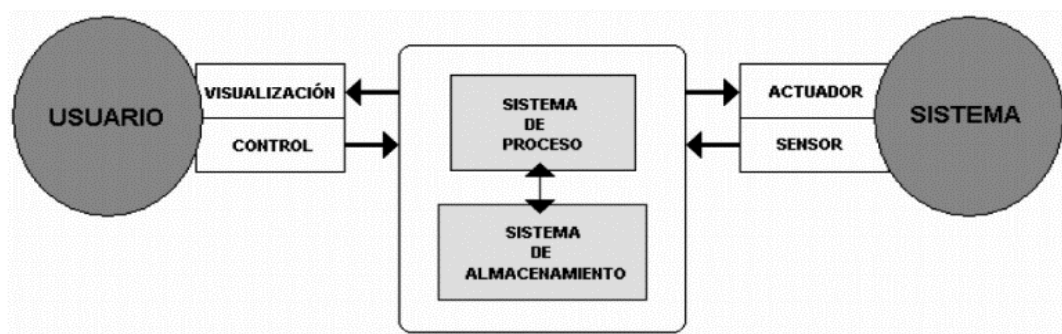 USUARIO
VISUALIZACIÓN
CONTROL
SISTEMA
DE
PROCESO
SISTEMA
DE
ALMACENAMIENTO
ACTUADOR
SENSOR
SISTEMA